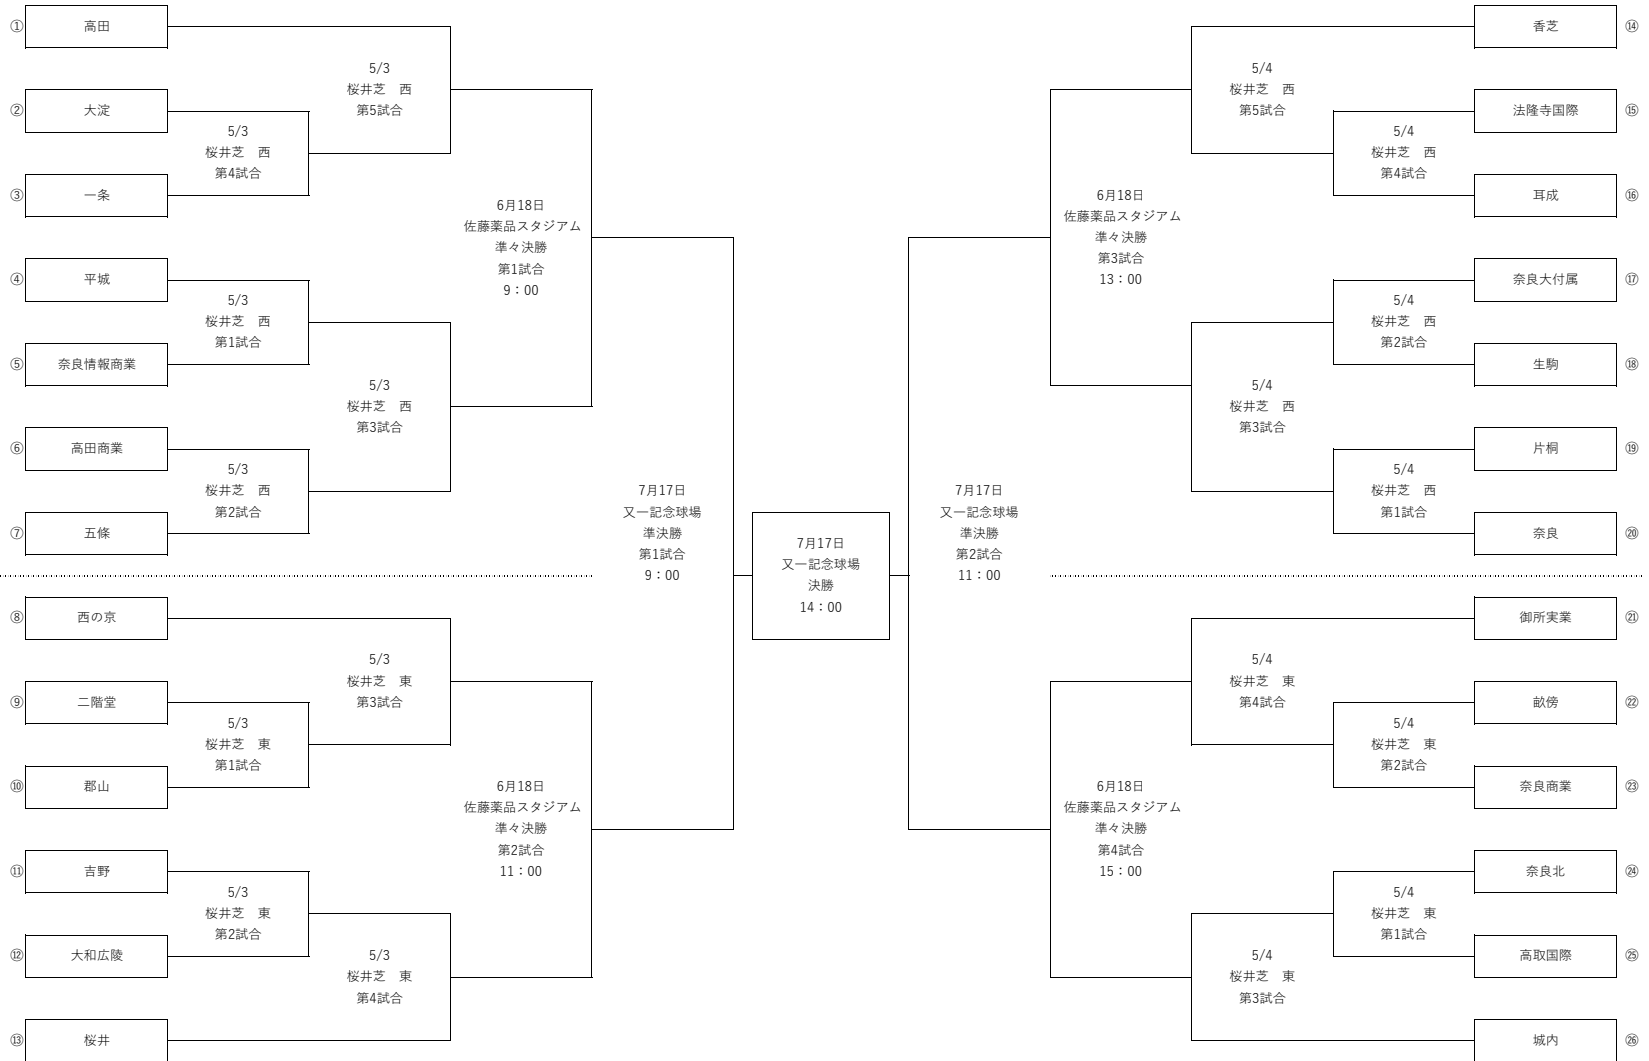 ① 高田
5/3
桜井芝　西
第5試合
② 大淀
5/3
桜井芝　西
第4試合
③ 一条
6月18日
佐藤薬品スタジアム
準々決勝
第1試合
9：00
④ 平城
5/3
桜井芝　西
第1試合
⑤ 奈良情報商業
5/3
桜井芝　西
第3試合
⑥ 高田商業
5/3
桜井芝　西
第2試合
⑦ 五條
7月17日
又一記念球場
準決勝
第1試合
9：00
⑧ 西の京
5/3
桜井芝　東
第3試合
⑨ 二階堂
5/3
桜井芝　東
第1試合
⑩ 郡山
6月18日
佐藤薬品スタジアム
準々決勝
第2試合
11：00
⑪ 吉野
5/3
桜井芝　東
第2試合
⑫ 大和広陵
5/3
桜井芝　東
第4試合
⑬ 桜井
7月17日
又一記念球場
決勝
14：00
香芝 ⑭
5/4
桜井芝　西
第5試合
法隆寺国際 ⑮
5/4
桜井芝　西
第4試合
耳成 ⑯
6月18日
佐藤薬品スタジアム
準々決勝
第3試合
13：00
奈良大付属 ⑰
5/4
桜井芝　西
第2試合
生駒 ⑱
5/4
桜井芝　西
第3試合
片桐 ⑲
5/4
桜井芝　西
第1試合
奈良 ⑳
7月17日
又一記念球場
準決勝
第2試合
11：00
御所実業 ㉑
5/4
桜井芝　東
第4試合
畝傍 ㉒
5/4
桜井芝　東
第2試合
奈良商業 ㉓
6月18日
佐藤薬品スタジアム
準々決勝
第4試合
15：00
奈良北 ㉔
5/4
桜井芝　東
第1試合
高取国際 ㉕
5/4
桜井芝　東
第3試合
城内 ㉖